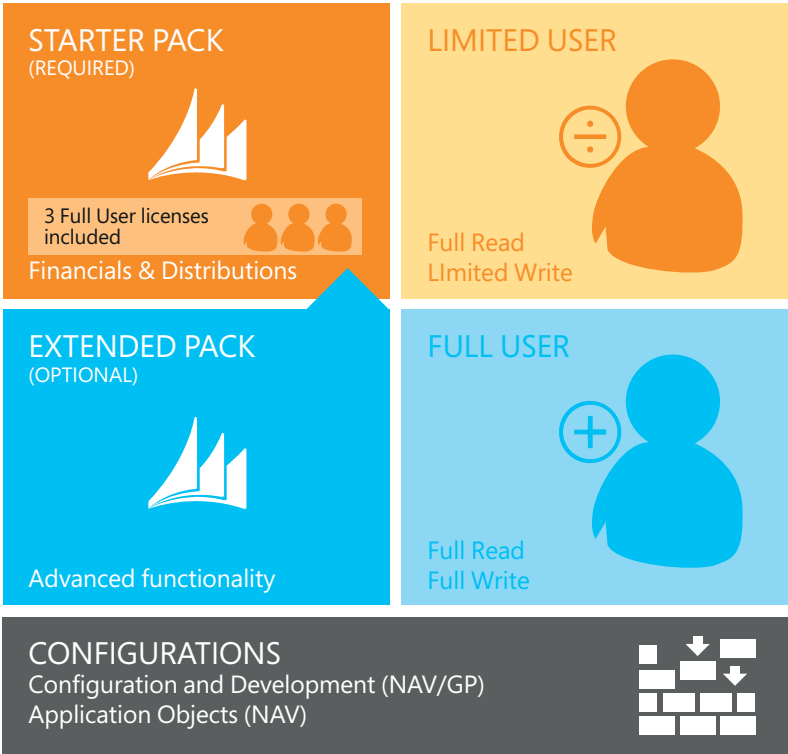 STARTER PACK
(REQUIRED)
3 Full User licenses
included
Financials & Distributions
LIMITED USER
Full Read
LImited Write
EXTENDED PACK
(OPTIONAL)
Advanced functionality
FULL USER
Full Read
Full Write
CONFIGURATIONS
Configuration and Development (NAV/GP)
Application Objects (NAV)